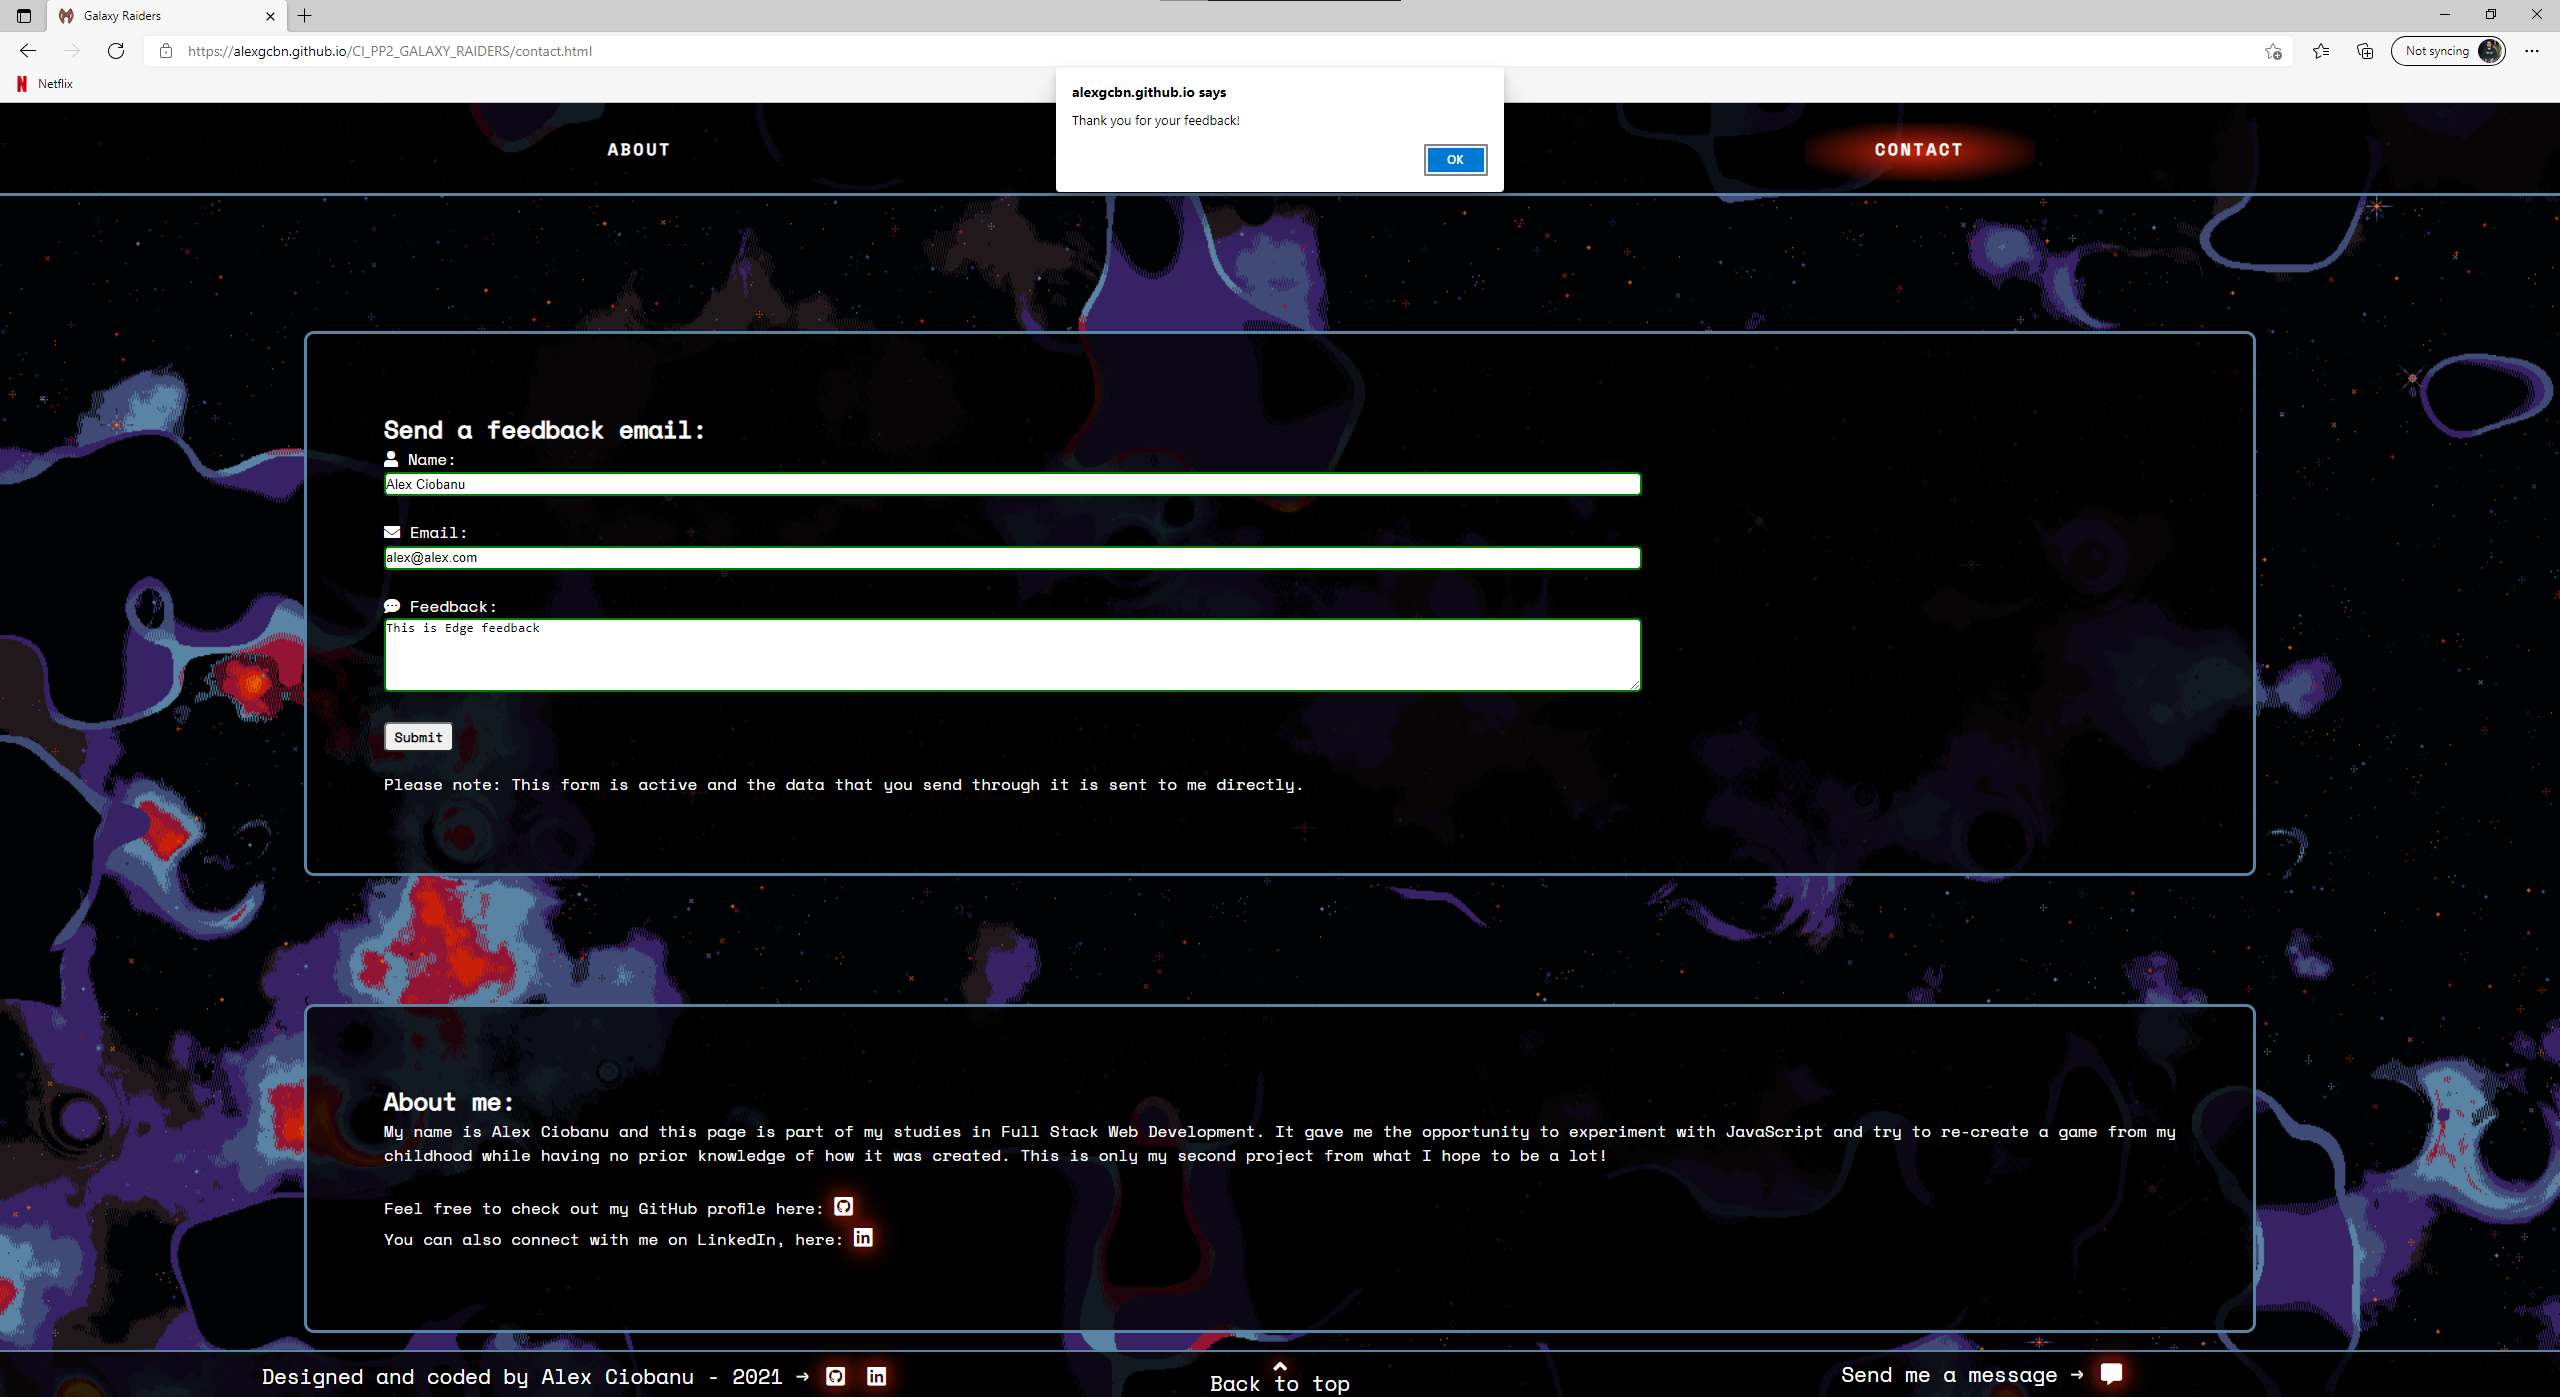 Galaxy Raiders
https://alexgcbn.github.io/CI_PP2_GALAXY_RAIDERS/contact.html
Not syncing
N Netflix
alexgcbn.github.io says
Thank you for your feedback!
OK
ABOUT
CONTACT
Send a feedback email:
Name:
Alex Ciobanu
Email:
alex@alex.com
Feedback:
This is Edge feedback
Submit
Please note: This form is active and the data that you send through it is sent to me directly.
About me:
My name is Alex Ciobanu and this page is part of my studies in Full Stack Web Development. It gave me the opportunity to experiment with JavaScript and try to re-create a game from my
childhood while having no prior knowledge of how it was created. This is only my second project from what I hope to be a lot!
Feel free to check out my GitHub profile here:
You can also connect with me on LinkedIn, here: in
Designed and coded by Alex Ciobanu - 2021 → in
Back to top
Send me a message →